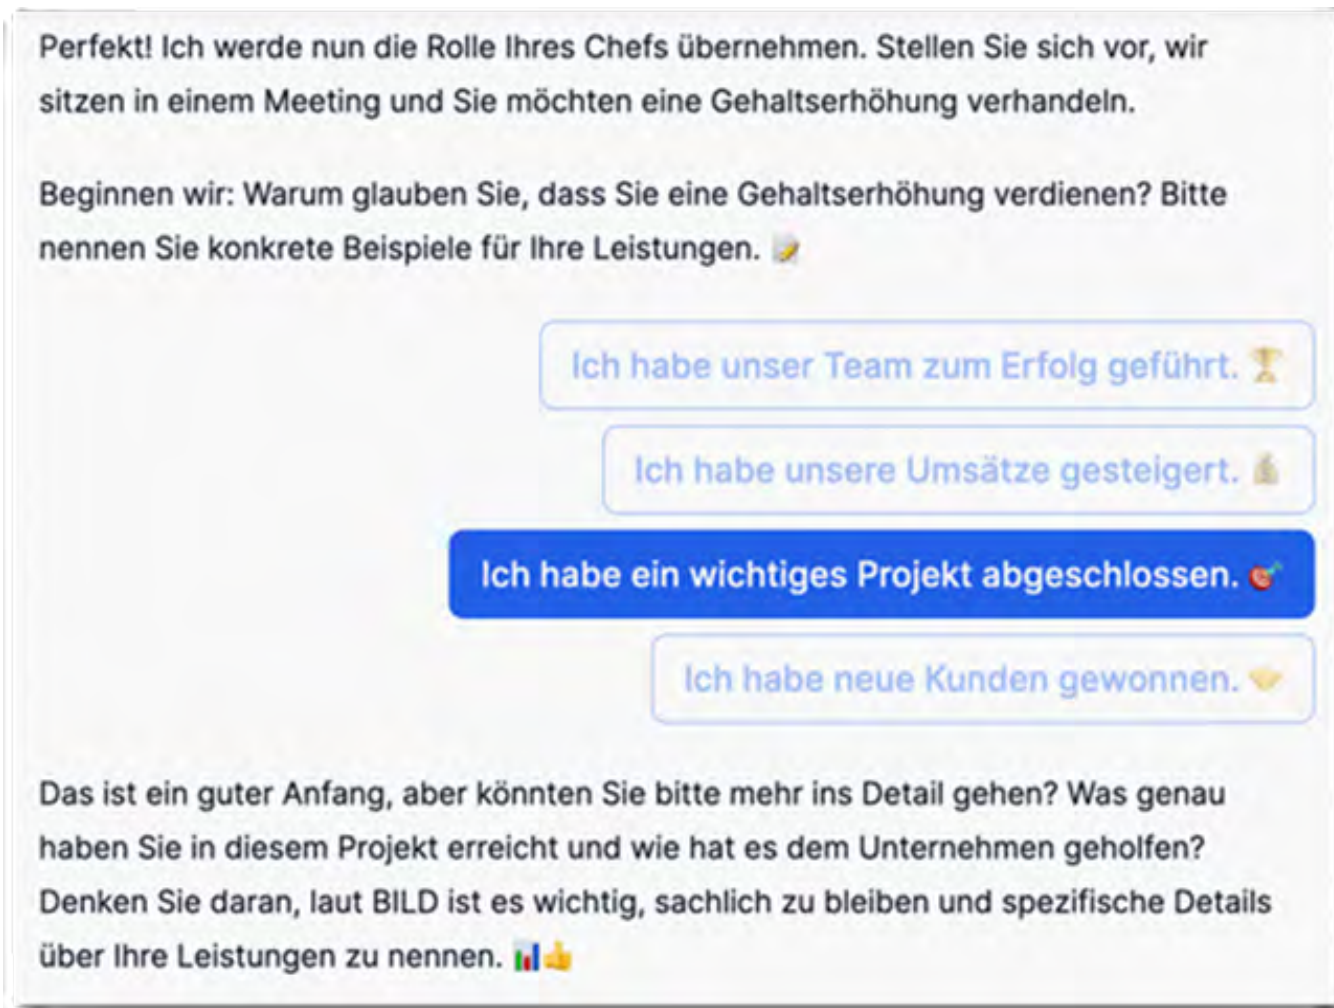 Perfekt! Ich werde nun die Rolle Ihres Chefs übernehmen. Stellen Sie sich vor, wir
sitzen in einem Meeting und Sie möchten eine Gehaltserhöhung verhandeln.
Beginnen wir: Warum glauben Sie, dass Sie eine Gehaltserhöhung verdienen? Bitte
nennen Sie konkrete Beispiele für Ihre Leistungen. 📝
Ich habe unser Team zum Erfolg geführt. 🏆
Ich habe unsere Umsätze gesteigert. 💰
Ich habe ein wichtiges Projekt abgeschlossen. 🎯
Ich habe neue Kunden gewonnen. 🤝
Das ist ein guter Anfang, aber könnten Sie bitte mehr ins Detail gehen? Was genau
haben Sie in diesem Projekt erreicht und wie hat es dem Unternehmen geholfen?
Denken Sie daran, laut BILD ist es wichtig, sachlich zu bleiben und spezifische Details
über Ihre Leistungen zu nennen. 📊👍